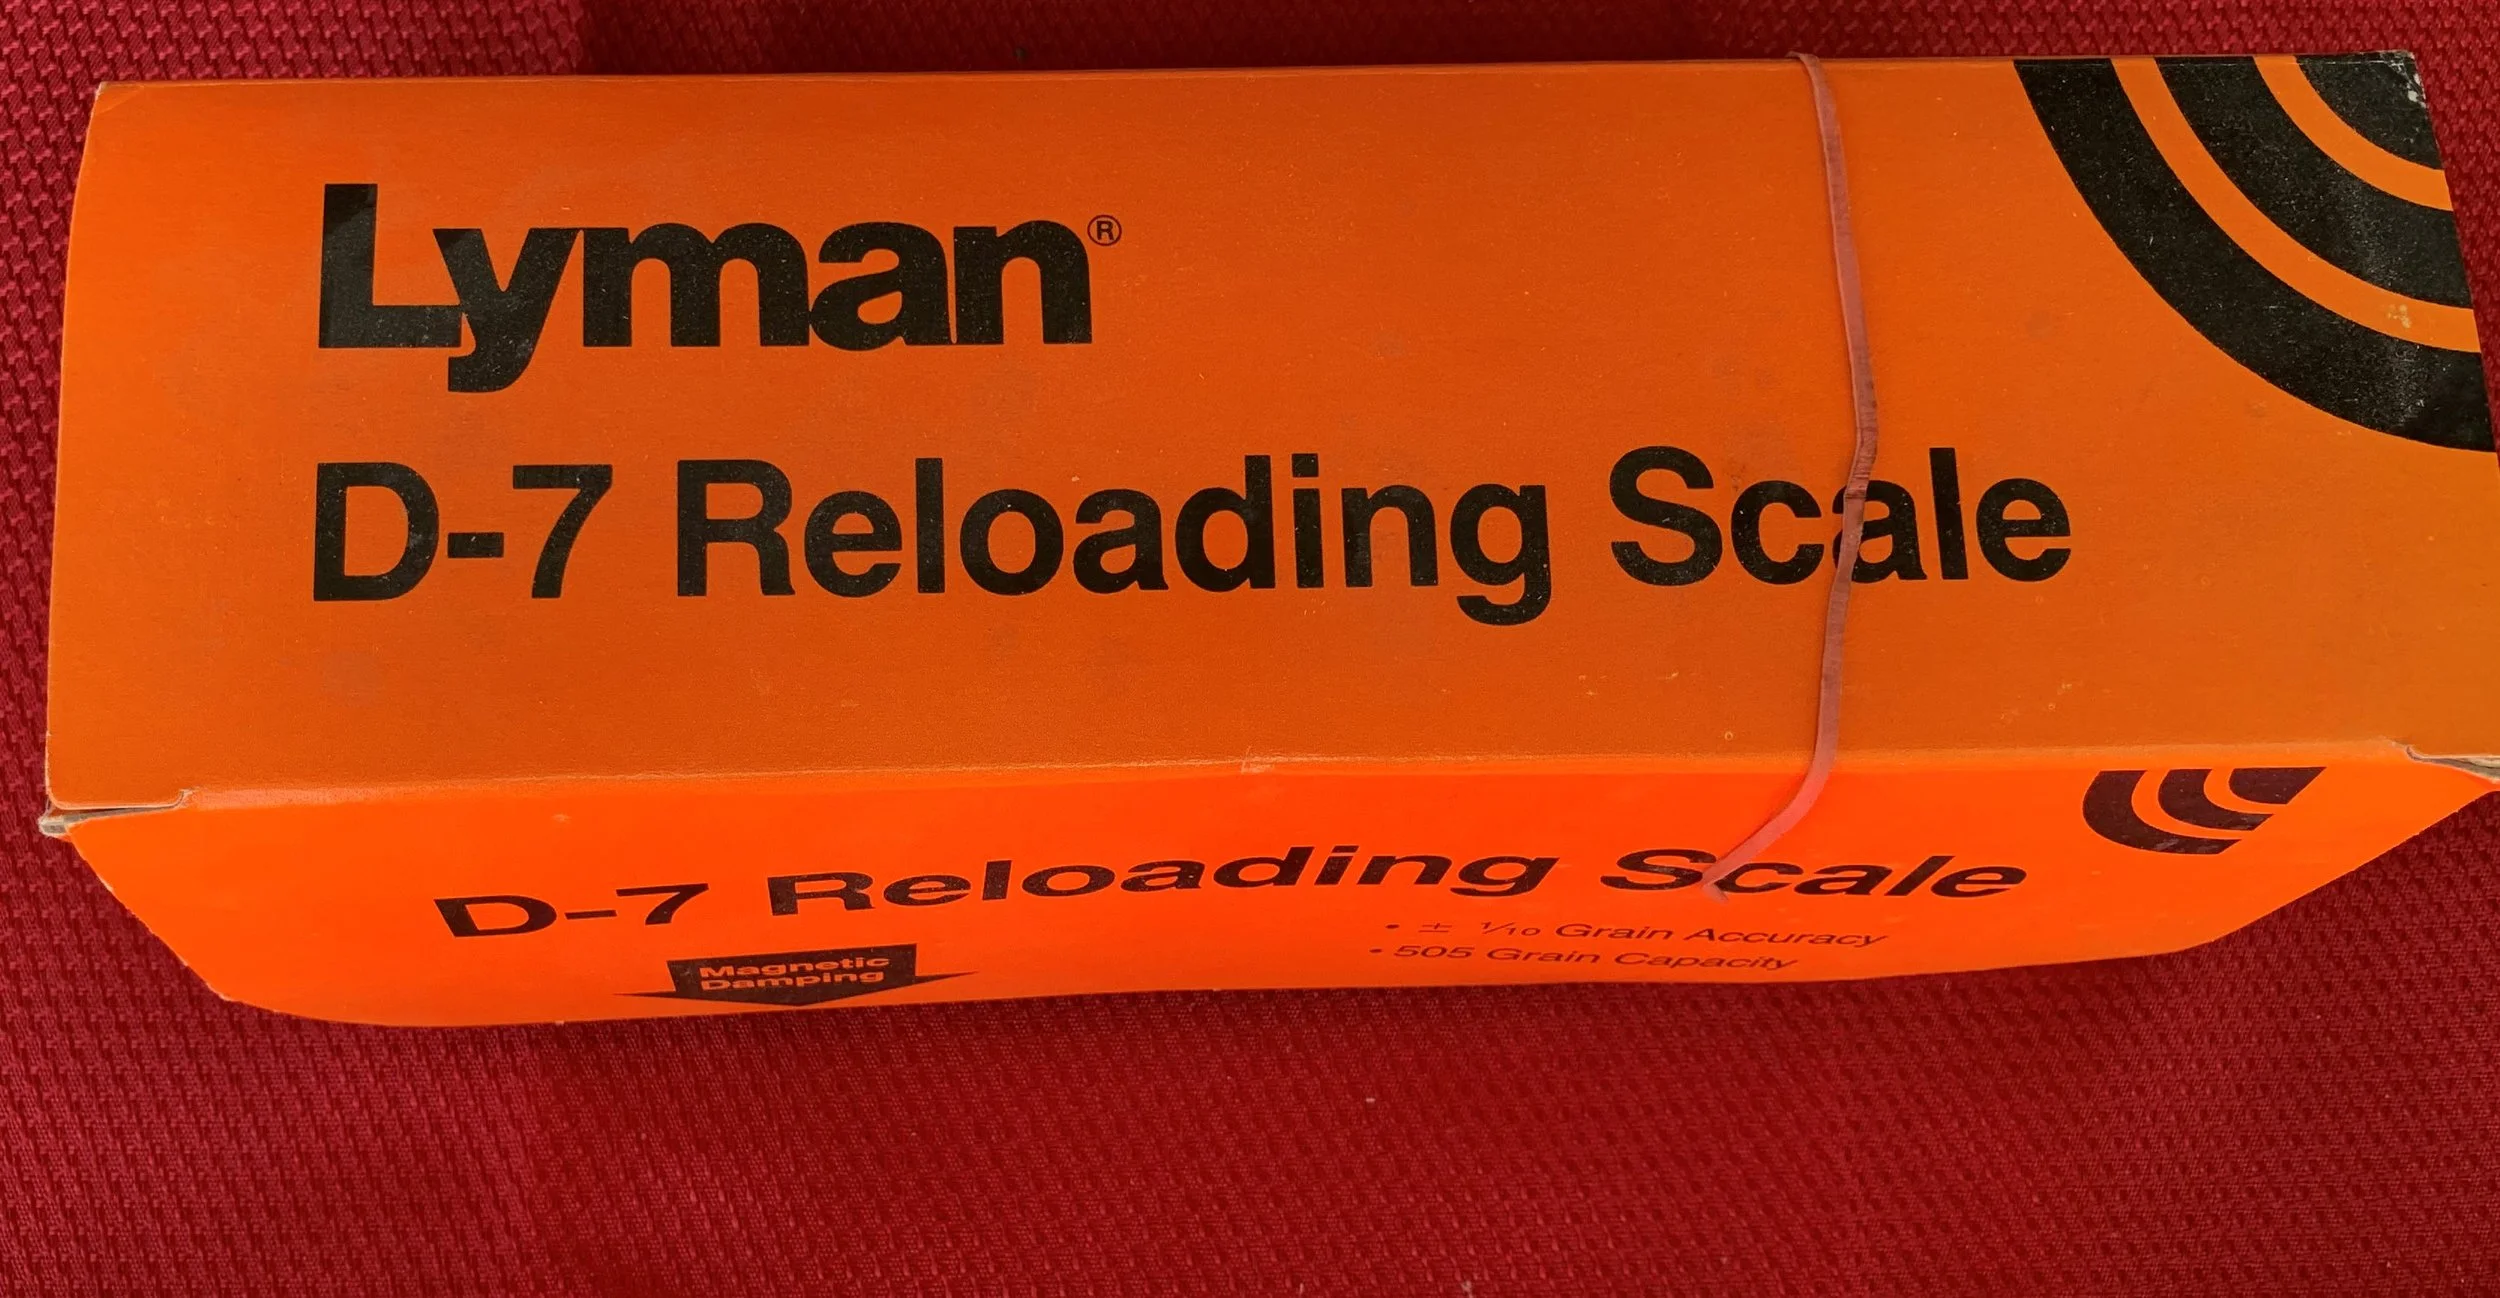 Lyman®
D-7 Reloading Scale
D-7 Reloading Scale
• ± 1/10 Grain Accuracy
• 505 Grain Capacity
Magnetic
Damping